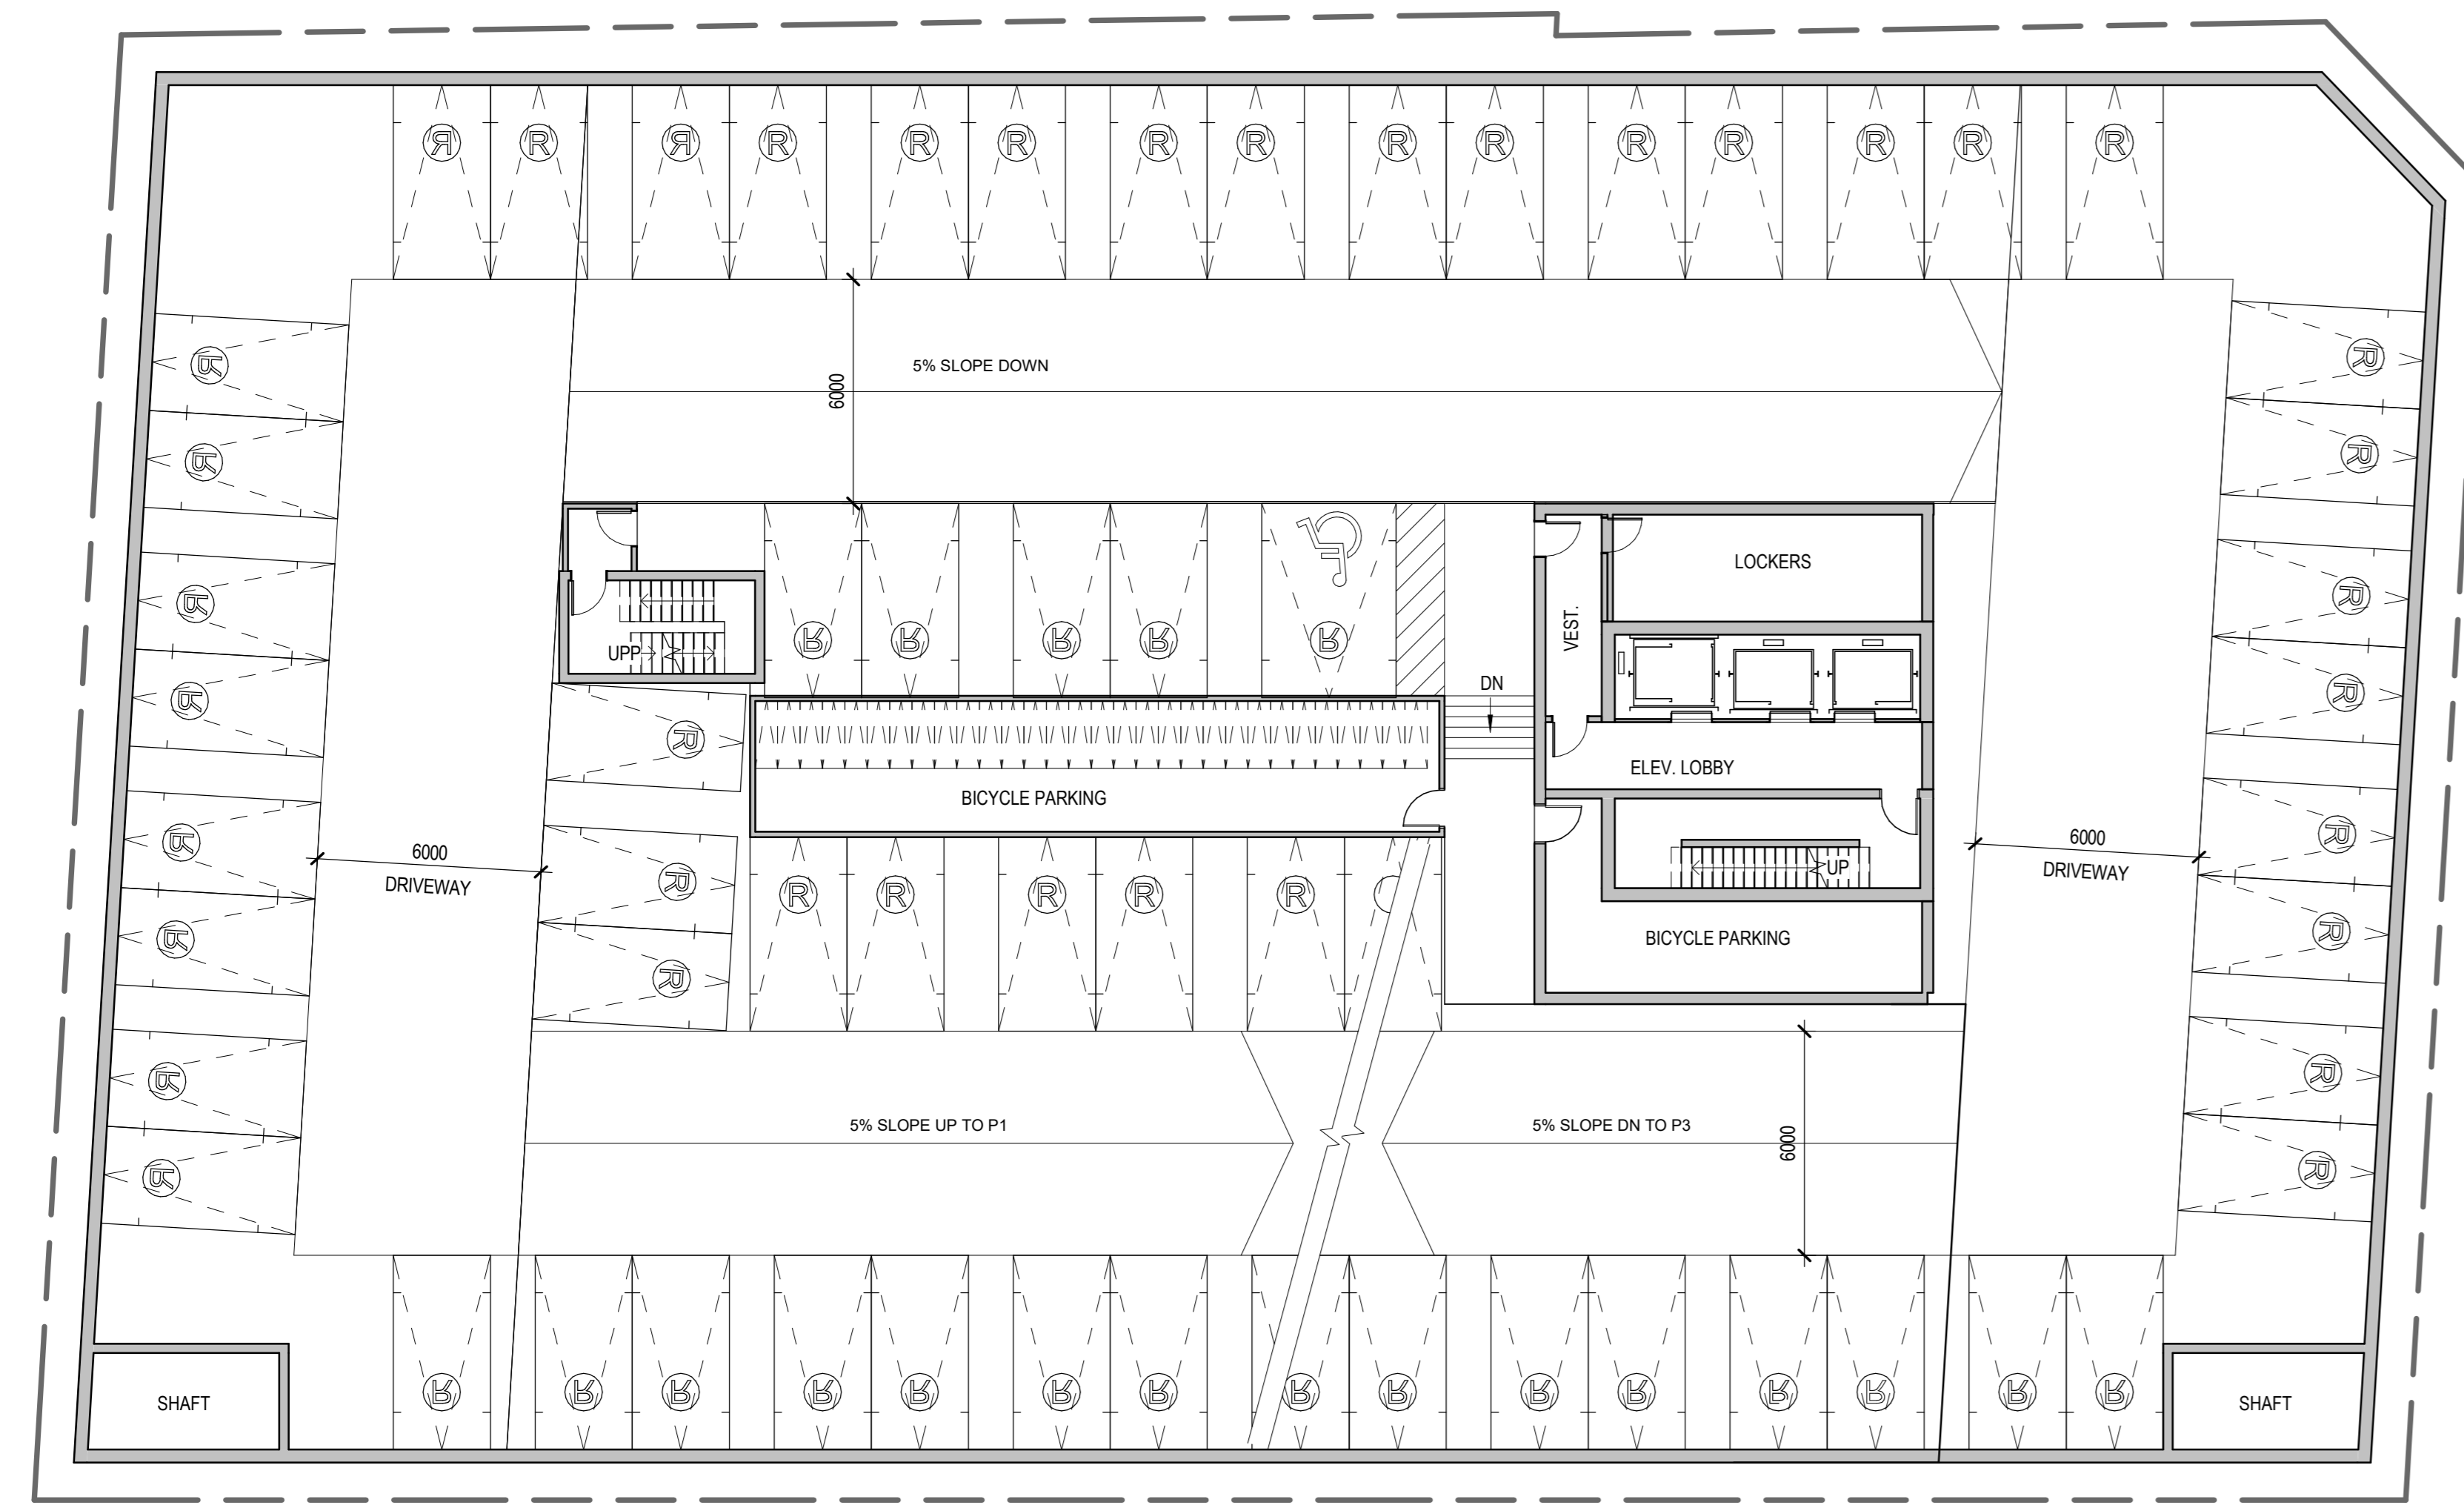 R R R R R R R R R R R R R R R
5% SLOPE DOWN
6000
R R
R R
LOCKERS
R R
R R
VEST.
R R R R R
UPP
UP
DN
R
ELEV. LOBBY
BICYCLE PARKING
R R
R R
6000
DRIVEWAY
6000
DRIVEWAY
R
R
R R R R R
BICYCLE PARKING
R R
R R
5% SLOPE UP TO P1
5% SLOPE DN TO P3
6000
R R R R R R R R R R R R R R R
SHAFT
SHAFT